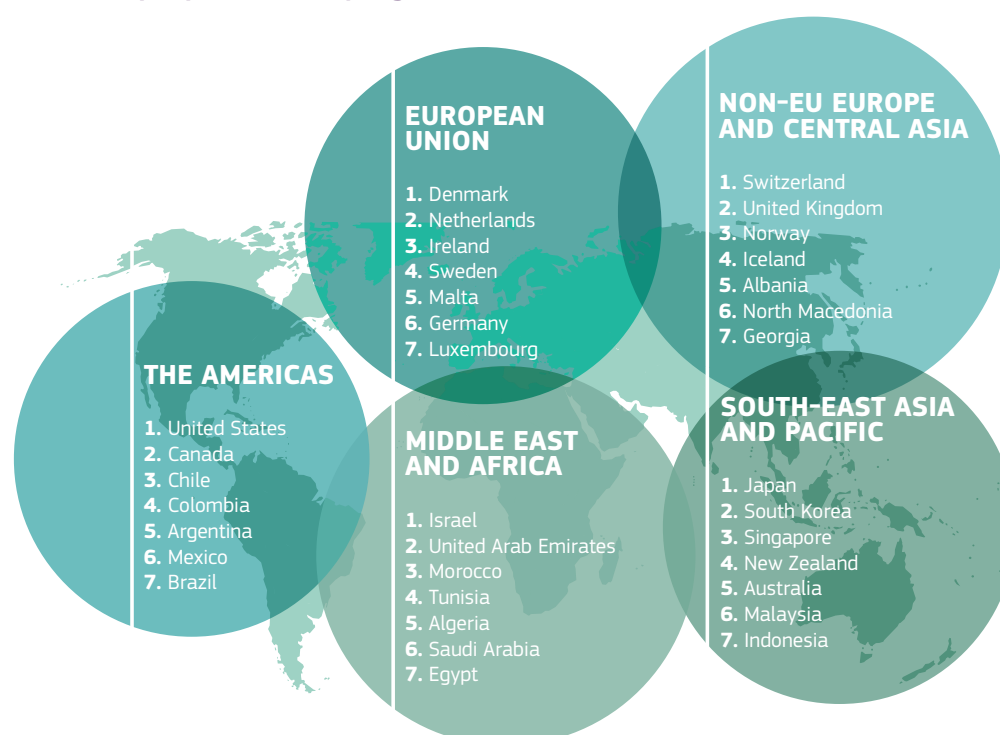 EUROPEAN
UNION
1. Denmark
2. Netherlands
3. Ireland
4. Sweden
5. Malta
6. Germany
7. Luxembourg
NON-EU EUROPE
AND CENTRAL ASIA
1. Switzerland
2. United Kingdom
3. Norway
4. Iceland
5. Albania
6. North Macedonia
7. Georgia
THE AMERICAS
1. United States
2. Canada
3. Chile
4. Colombia
5. Argentina
6. Mexico
7. Brazil
MIDDLE EAST
AND AFRICA
1. Israel
2. United Arab Emirates
3. Morocco
4. Tunisia
5. Algeria
6. Saudi Arabia
7. Egypt
SOUTH-EAST ASIA
AND PACIFIC
1. Japan
2. South Korea
3. Singapore
4. New Zealand
5. Australia
6. Malaysia
7. Indonesia